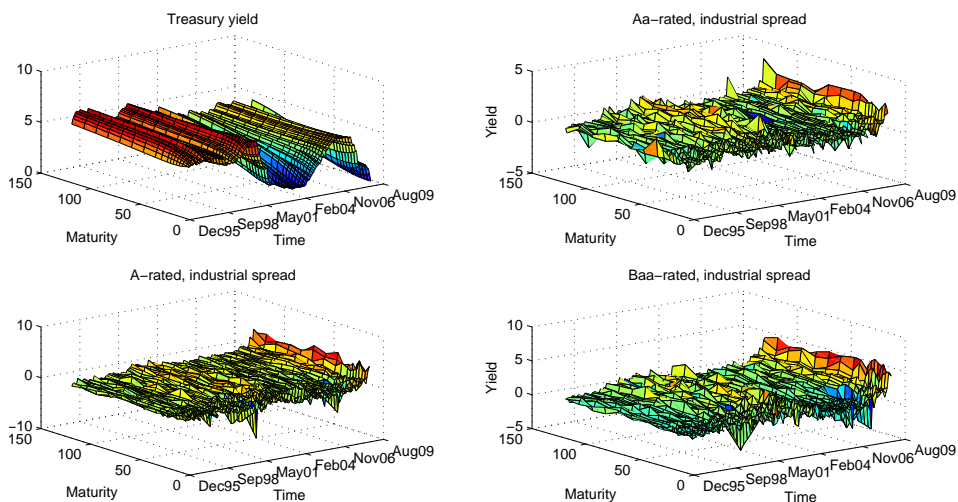 Treasury yield
10
5
0
150
100
50
0
Maturity
Dec95
Sep98
May01
Feb04
Nov06
Aug09
Time
Aa−rated, industrial spread
5
0
−5
Yield
150
100
50
0
Maturity
Dec95
Sep98
May01
Feb04
Nov06
Aug09
Time
A−rated, industrial spread
10
0
−10
150
100
50
0
Maturity
Dec95
Sep98
May01
Feb04
Nov06
Aug09
Time
Baa−rated, industrial spread
10
5
0
−5
Yield
150
100
50
0
Maturity
Dec95
Sep98
May01
Feb04
Nov06
Aug09
Time